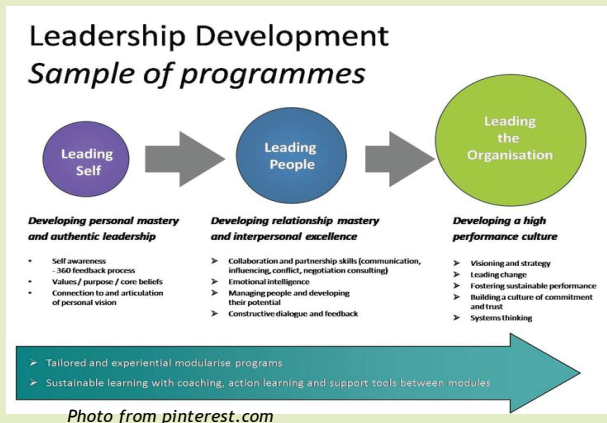 Leadership Development
Sample of programmes
Leading
Self
Leading
People
Leading
the
Organisation
Developing personal mastery
and authentic leadership
• Self awareness
- 360 feedback process
• Values / purpose / core beliefs
• Connection to and articulation
of personal vision
Developing relationship mastery
and interpersonal excellence
➢ Collaboration and partnership skills (communication,
influencing, conflict, negotiation consulting)
➢ Emotional intelligence
➢ Managing people and developing
their potential
➢ Constructive dialogue and feedback
Developing a high
performance culture
➢ Visioning and strategy
➢ Leading change
➢ Fostering sustainable performance
➢ Building a culture of commitment
and trust
➢ Systems thinking
➢ Tailored and experiential modularise programs
➢ Sustainable learning with coaching, action learning and support tools between modules
Photo from pinterest.com